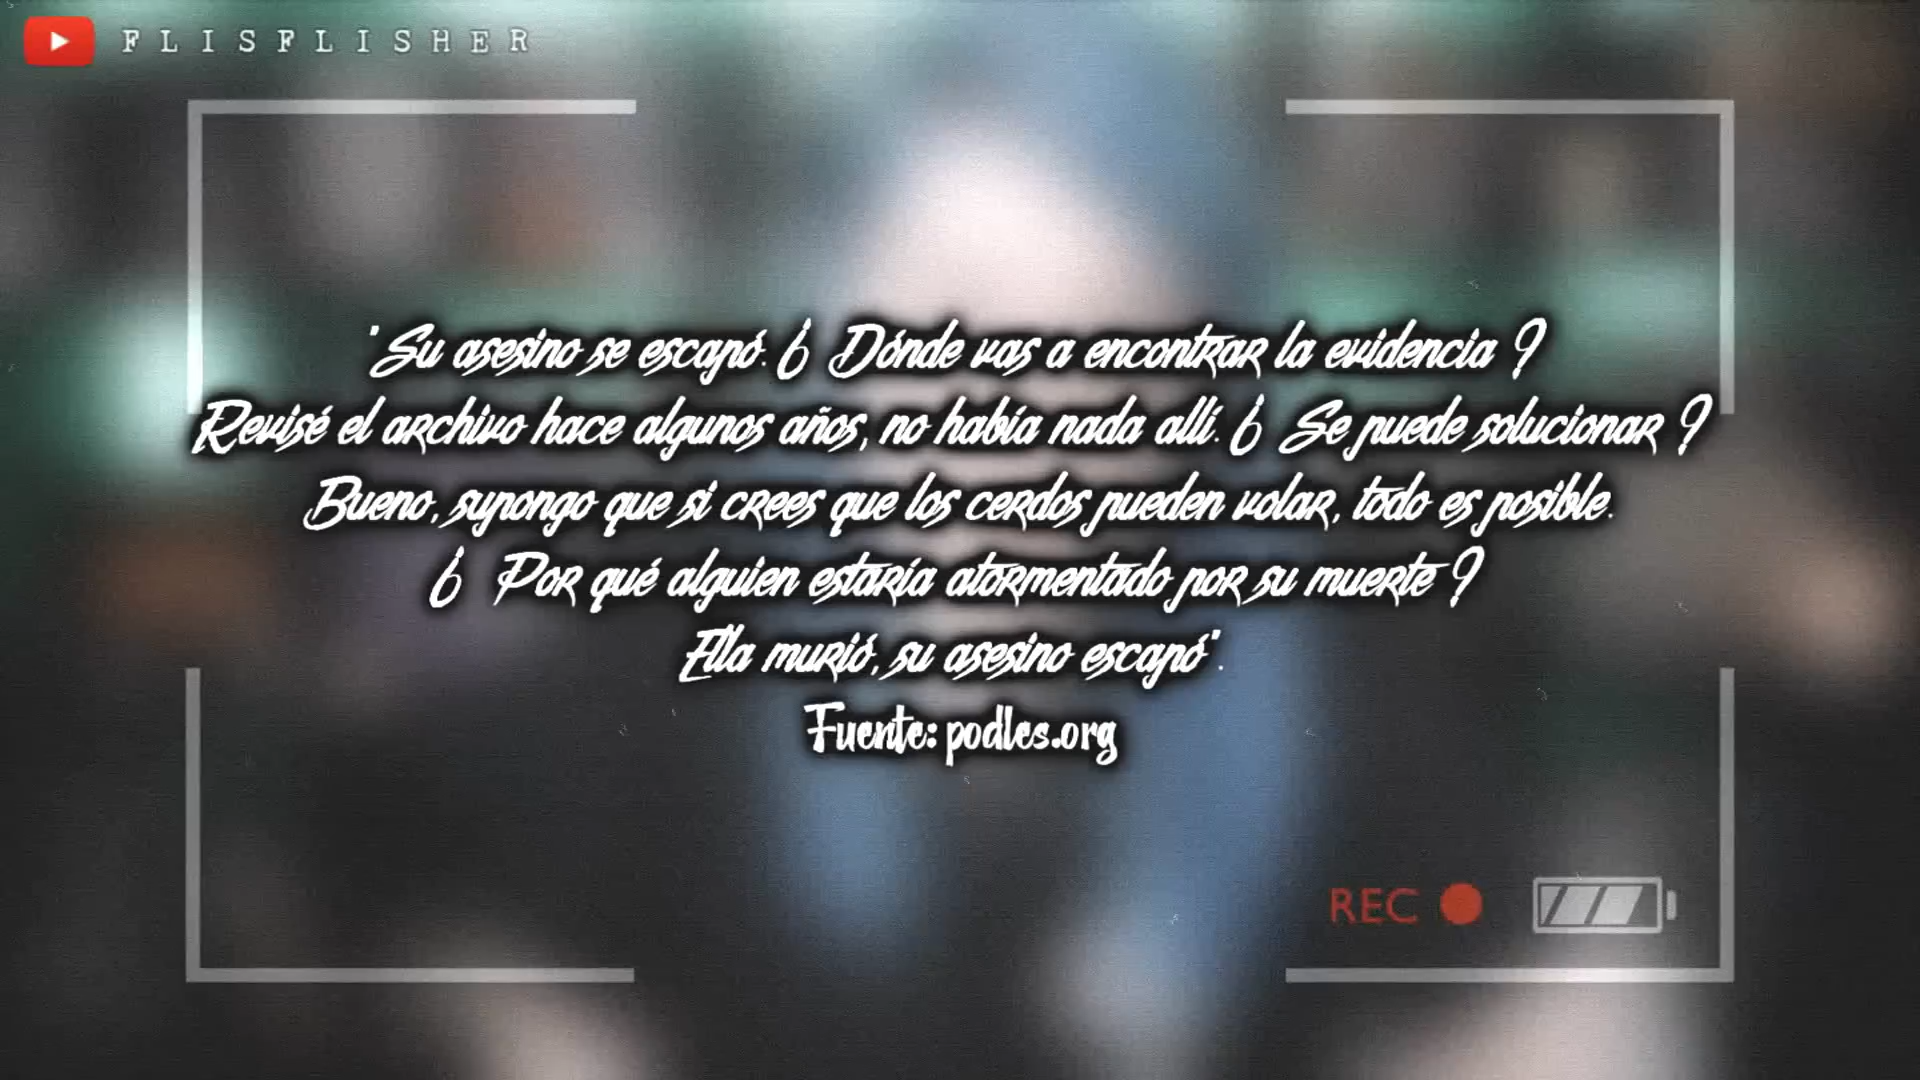 FLISFLISHER
"Su asesino se escapó. ¿ Dónde vas a encontrar la evidencia ?
Revisé el archivo hace algunos años, no había nada allí. ¿ Se puede solucionar ?
Bueno, supongo que si crees que los cerdos pueden volar, todo es posible.
¿ Por qué alguien estaría atormentado por su muerte ?
Ella murió, su asesino escapó".
Fuente: podles.org
REC